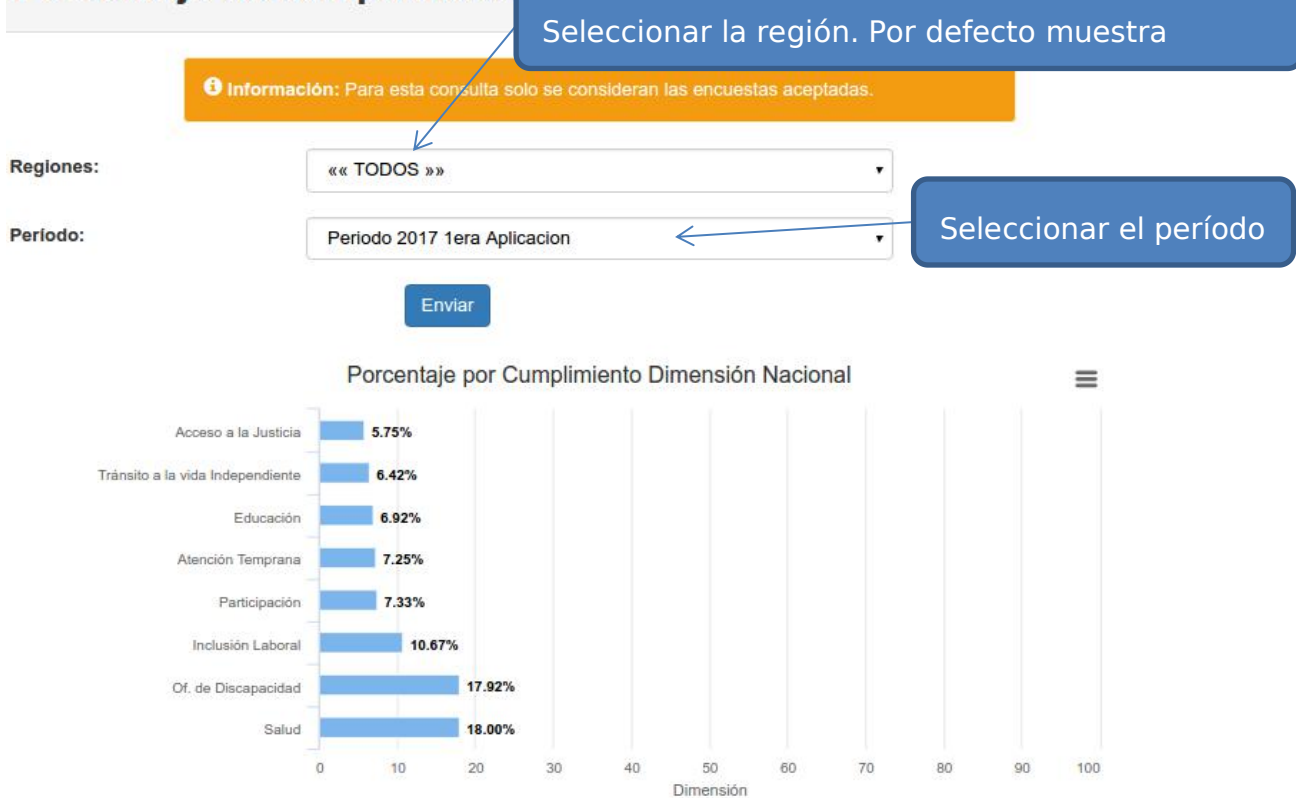 Seleccionar la región. Por defecto muestra
Información: Para esta consulta solo se consideran las encuestas aceptadas.
Regiones:
«« TODOS »»
Período:
Periodo 2017 1era Aplicacion
Seleccionar el período
Enviar
Porcentaje por Cumplimiento Dimensión Nacional
Acceso a la Justicia 5.75%
Tránsito a la vida Independiente 6.42%
Educación 6.92%
Atención Temprana 7.25%
Participación 7.33%
Inclusión Laboral 10.67%
Of. de Discapacidad 17.92%
Salud 18.00%
0 10 20 30 40 50 60 70 80 90 100
Dimensión